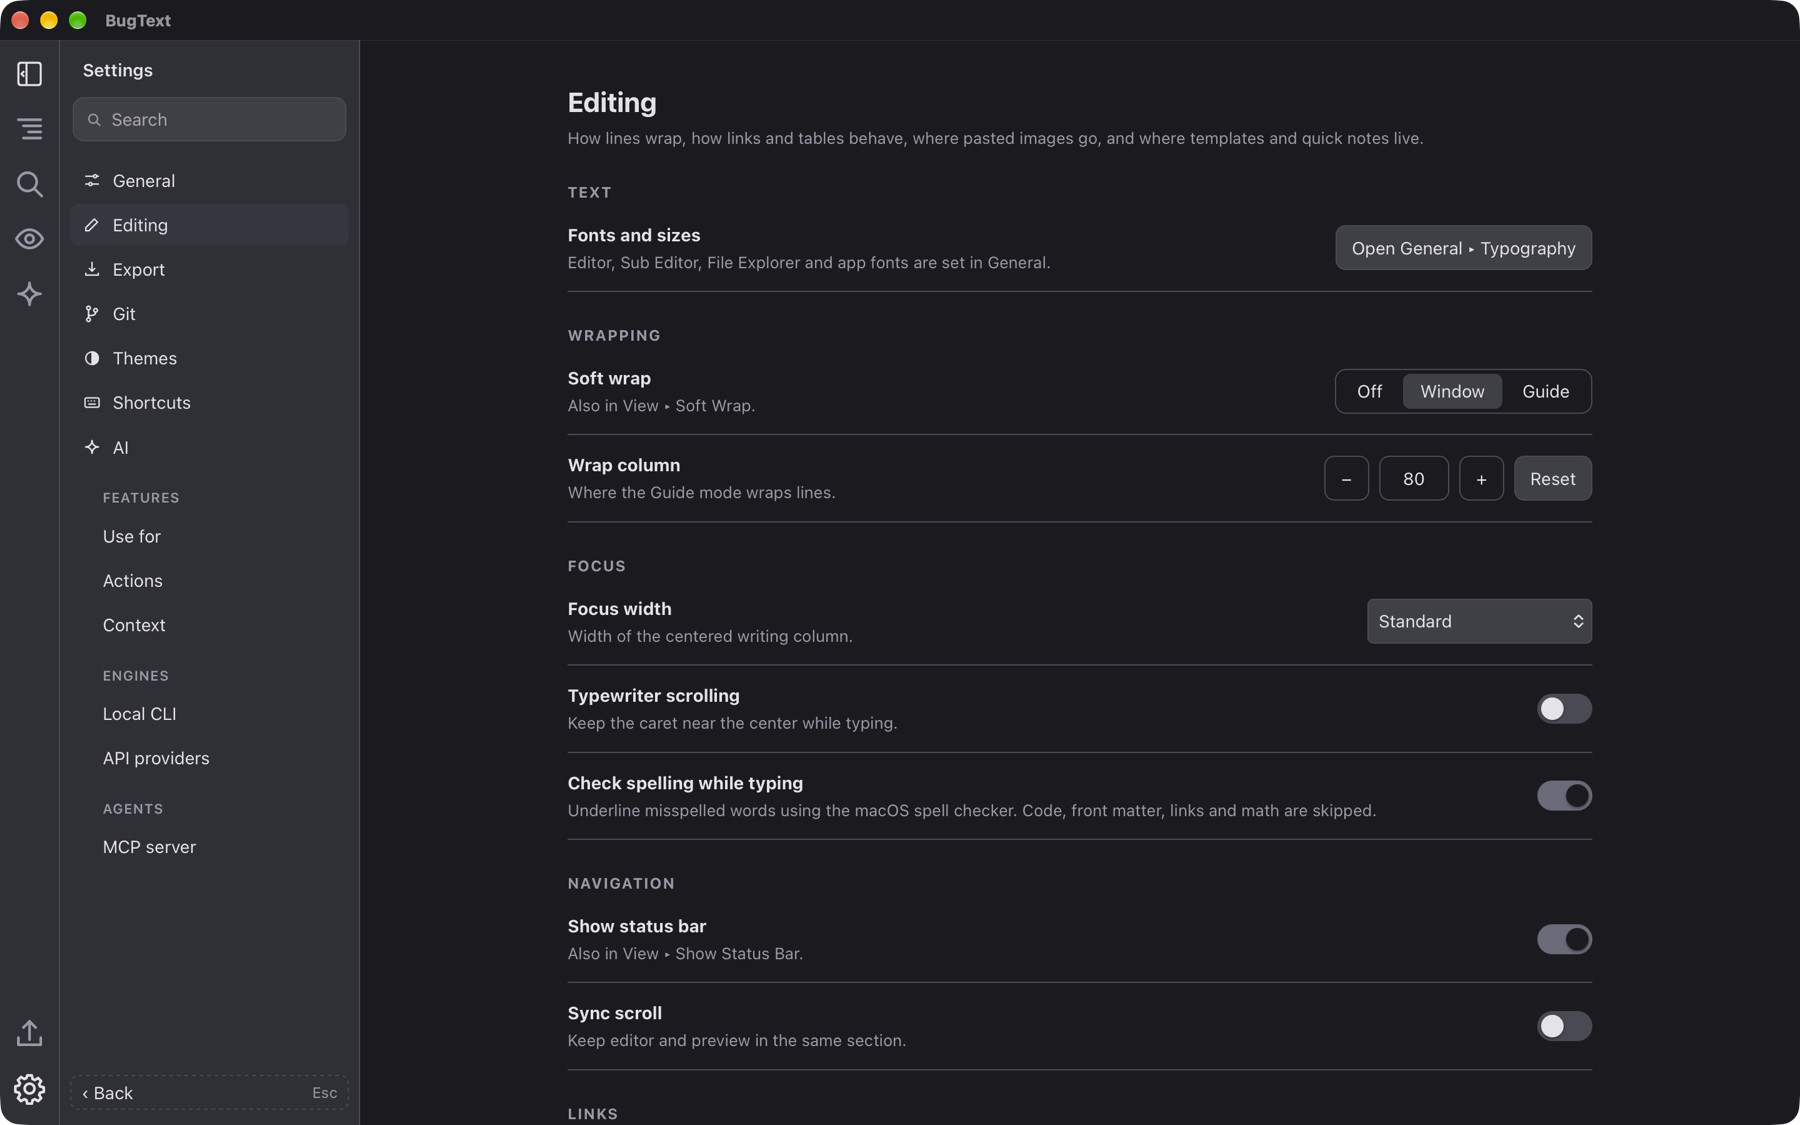 BugText
Settings
Search
General
Editing
Export
Git
Themes
Shortcuts
AI
FEATURES
Use for
Actions
Context
ENGINES
Local CLI
API providers
AGENTS
MCP server
‹ Back Esc
Editing
How lines wrap, how links and tables behave, where pasted images go, and where templates and quick notes live.
TEXT
Fonts and sizes
Editor, Sub Editor, File Explorer and app fonts are set in General.
Open General ▸ Typography
WRAPPING
Soft wrap
Also in View ▸ Soft Wrap.
Off Window Guide
Wrap column
Where the Guide mode wraps lines.
− 80 + Reset
FOCUS
Focus width
Width of the centered writing column.
Standard
Typewriter scrolling
Keep the caret near the center while typing.
Check spelling while typing
Underline misspelled words using the macOS spell checker. Code, front matter, links and math are skipped.
NAVIGATION
Show status bar
Also in View ▸ Show Status Bar.
Sync scroll
Keep editor and preview in the same section.
LINKS